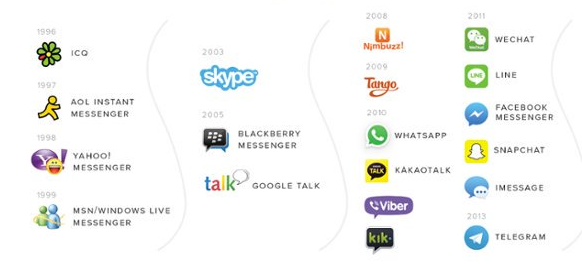 1996
ICQ
1997
AOL INSTANT
MESSENGER
1998
YAHOO!
MESSENGER
1999
MSN/WINDOWS LIVE
MESSENGER
2003
skype
2005
BLACKBERRY
MESSENGER
talk
GOOGLE TALK
2008
N
Nimbuzz!
2009
Tango
2010
WHATSAPP
TALK
KAKAOTALK
Viber
kik
2011
WeChat
WECHAT
LINE
LINE
FACEBOOK
MESSENGER
SNAPCHAT
IMESSAGE
2013
TELEGRAM